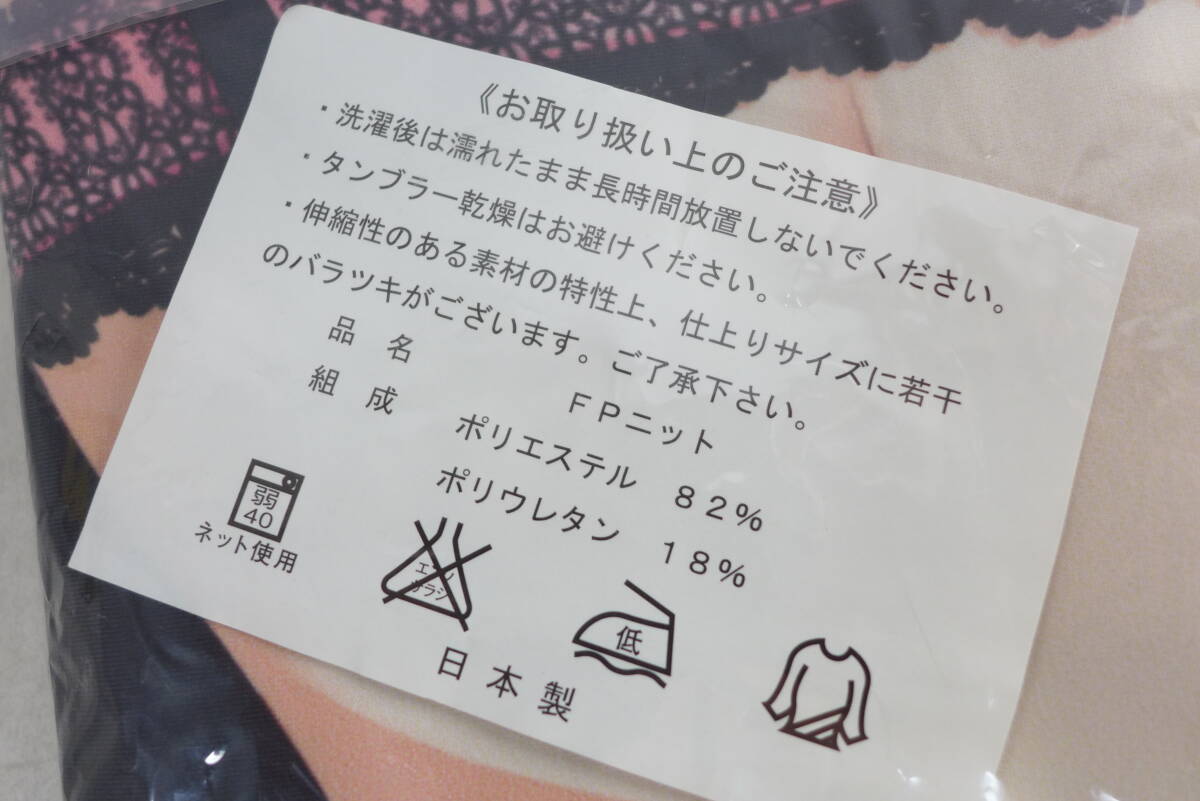 《お取り扱い上のご注意》
・洗濯後は濡れたまま長時間放置しないでください。
・タンブラー乾燥はお避けください。
・伸縮性のある素材の特性上、仕上りサイズに若干
のバラツキがございます。ご了承下さい。
品 名 ＦＰニット
組 成 ポリエステル ８２％
ポリウレタン １８％
弱
40
ネット使用
エンソ
サラシ
低
日本製